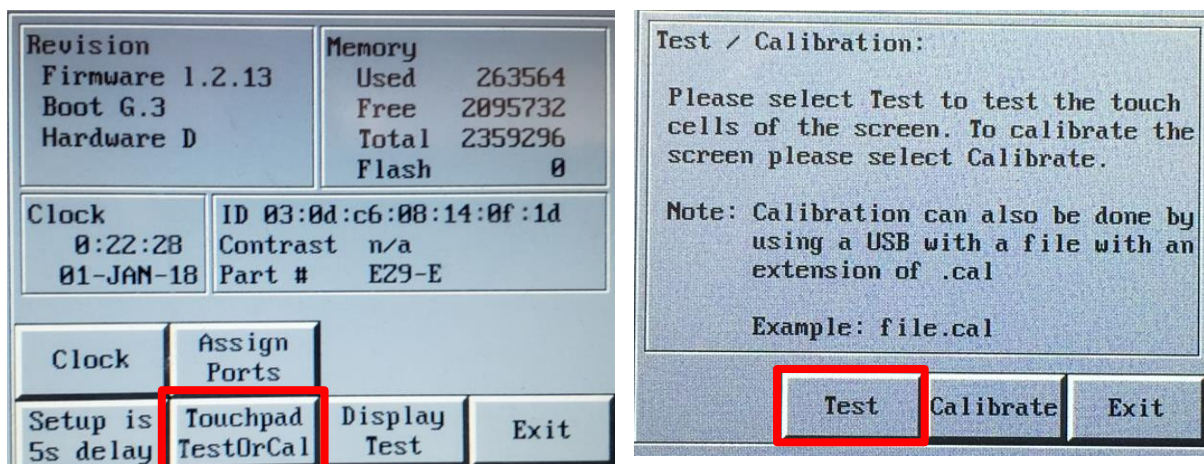 Revision
Firmware 1.2.13
Boot G.3
Hardware D
Memory
Used 263564
Free 2095732
Total 2359296
Flash 0
Clock
0:22:28
01-JAN-18
ID 03:0d:c6:08:14:0f:1d
Contrast n/a
Part # EZ9-E
Clock
Assign
Ports
Setup is
5s delay
Touchpad
TestOrCal
Display
Test
Exit
Test / Calibration:
Please select Test to test the touch
cells of the screen. To calibrate the
screen please select Calibrate.
Note: Calibration can also be done by
using a USB with a file with an
extension of .cal
Example: file.cal
Test
Calibrate
Exit